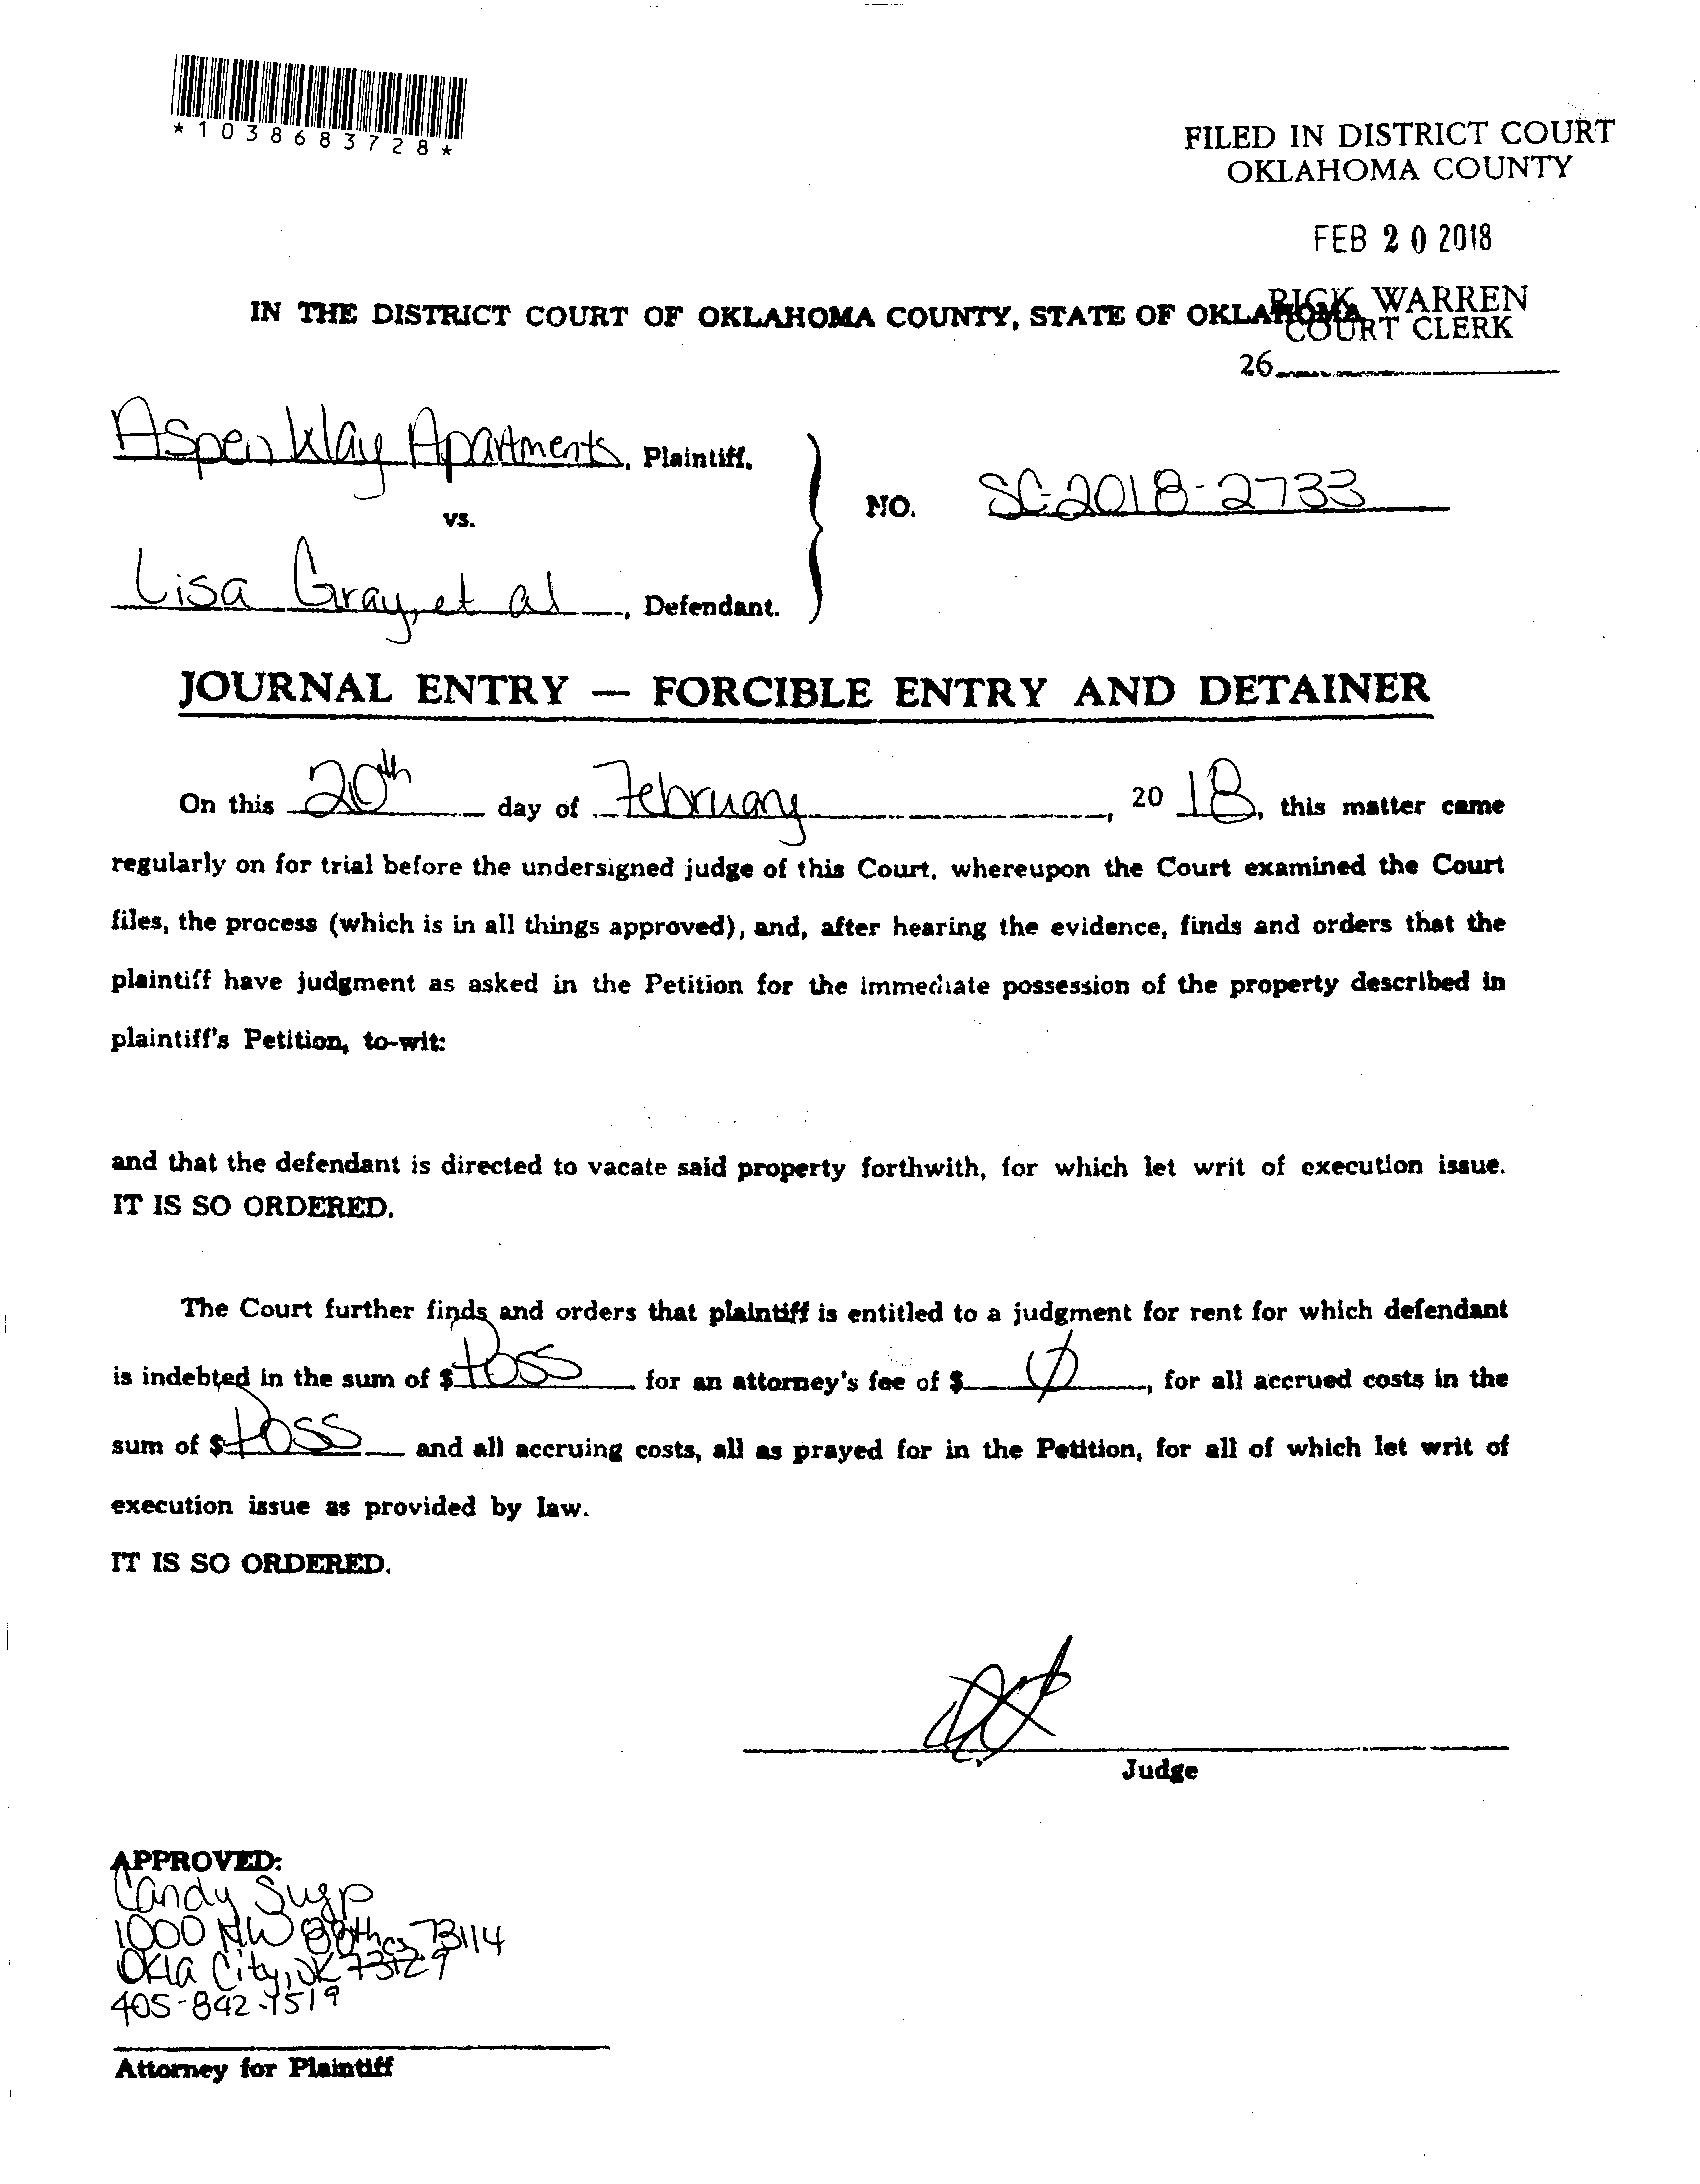 *1038683728*
FILED IN DISTRICT COURT
OKLAHOMA COUNTY
FEB 20 2018
RICK WARREN
COURT CLERK
26
IN THE DISTRICT COURT OF OKLAHOMA COUNTY, STATE OF OKLAHOMA
Aspen Way Apartments, Plaintiff,
vs.
NO. SC-2018-2733
Lisa Gray, et al, Defendant.
JOURNAL ENTRY — FORCIBLE ENTRY AND DETAINER
On this 20th day of February, 20 18, this matter came
regularly on for trial before the undersigned judge of this Court, whereupon the Court examined the Court
files, the process (which is in all things approved), and, after hearing the evidence, finds and orders that the
plaintiff have judgment as asked in the Petition for the immediate possession of the property described in
plaintiff's Petition, to-wit:
and that the defendant is directed to vacate said property forthwith, for which let writ of execution issue.
IT IS SO ORDERED.
The Court further finds and orders that plaintiff is entitled to a judgment for rent for which defendant
is indebted in the sum of $ Poss for an attorney's fee of $ 0, for all accrued costs in the
sum of $ Poss and all accruing costs, all as prayed for in the Petition, for all of which let writ of
execution issue as provided by law.
IT IS SO ORDERED.
Judge
APPROVED:
Candy
1000 NW 88th 73114
Okla City, OK
405-842-1519
Attorney for Plaintiff